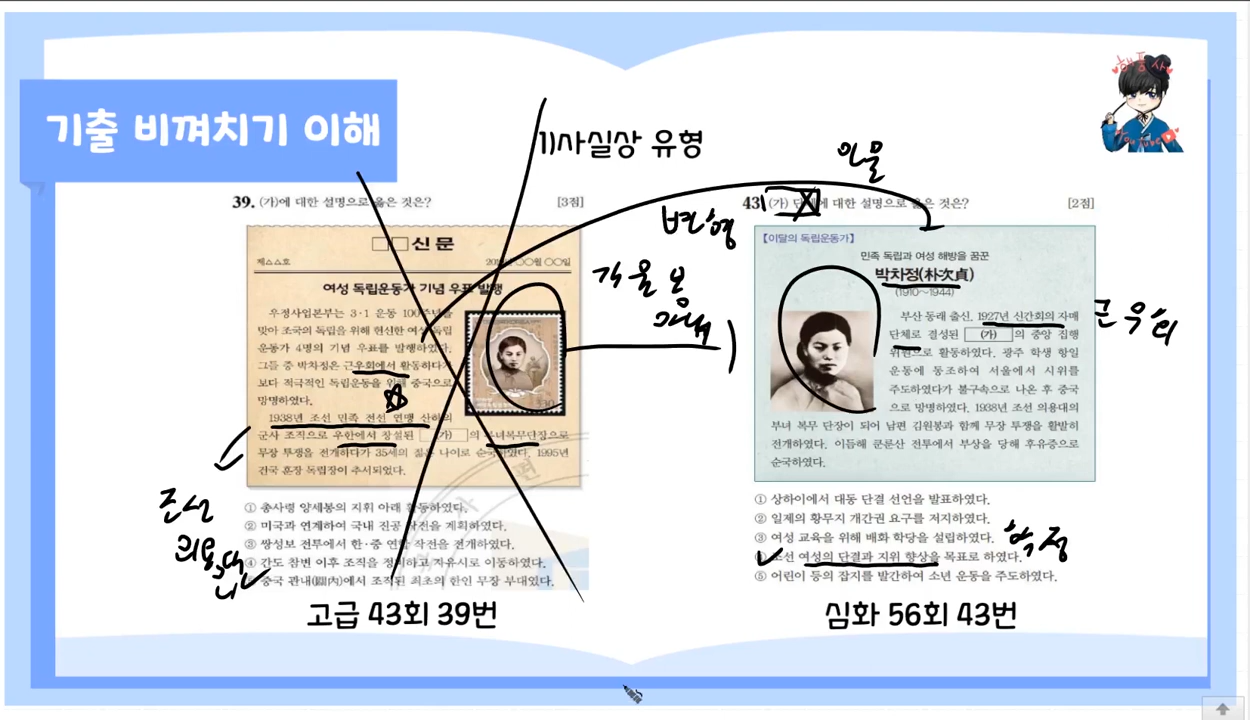 기출 비껴치기 이해
해품사
YouTube
기사실상 유형
인물
변형
거울 보
39. (가)에 대한 설명으로 옳은 것은? [3점]
□□신문
제△△호 ○○월 ○○일
여성 독립운동가 기념 우표 발행
우정사업본부는 3·1 운동 100주년을
맞아 조국의 독립을 위해 헌신한 여성 독립
운동가 4명의 기념 우표를 발행하였다.
그들 중 박차정은 근우회에서 활동하다가
보다 적극적인 독립운동을 위해 중국으로
망명하였다.
1938년 조선 민족 전선 연맹 산하의
군사 조직으로 우한에서 창설된 (가) 의 부녀복무단장으로
무장 투쟁을 전개하다가 35세의 젊은 나이로 순국하였다. 1995년
건국 훈장 독립장이 추서되었다.
① 총사령 양세봉의 지휘 아래 활동하였다.
② 미국과 연계하여 국내 진공 작전을 계획하였다.
③ 쌍성보 전투에서 한·중 연합 작전을 전개하였다.
④ 간도 참변 이후 조직을 정비하고 자유시로 이동하였다.
중국 관내(關內)에서 조직된 최초의 한인 무장 부대였다.
조선
의용대
고급 43회 39번
43. (가) 단체에 대한 설명으로 옳은 것은? [2점]
【이달의 독립운동가】
민족 독립과 여성 해방을 꿈꾼
박차정(朴次貞)
(1910～1944)
부산 동래 출신. 1927년 신간회의 자매
단체로 결성된 (가) 의 중앙 집행
위원으로 활동하였다. 광주 학생 항일
운동에 동조하여 서울에서 시위를
주도하였다가 불구속으로 나온 후 중국
으로 망명하였다. 1938년 조선 의용대의
부녀 복무 단장이 되어 남편 김원봉과 함께 무장 투쟁을 활발히
전개하였다. 이듬해 쿤룬산 전투에서 부상을 당해 후유증으로
순국하였다.
근우회
① 상하이에서 대동 단결 선언을 발표하였다.
② 일제의 황무지 개간권 요구를 저지하였다.
③ 여성 교육을 위해 배화 학당을 설립하였다.
조선 여성의 단결과 지위 향상을 목표로 하였다.
⑤ 어린이 등의 잡지를 발간하여 소년 운동을 주도하였다.
심화 56회 43번